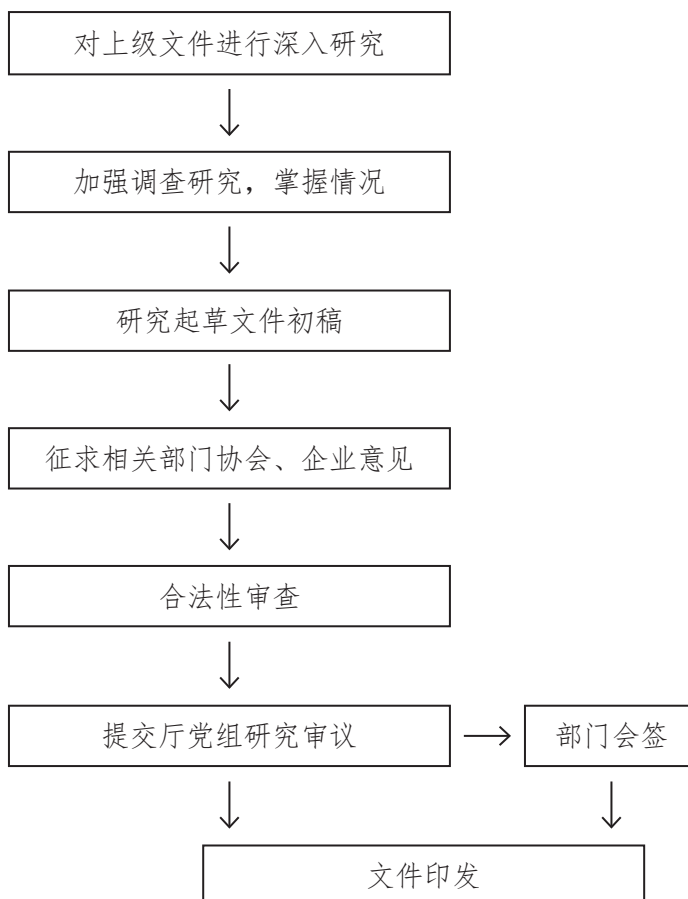 对上级文件进行深入研究
加强调查研究，掌握情况
研究起草文件初稿
征求相关部门协会、企业意见
合法性审查
提交厅党组研究审议
部门会签
文件印发